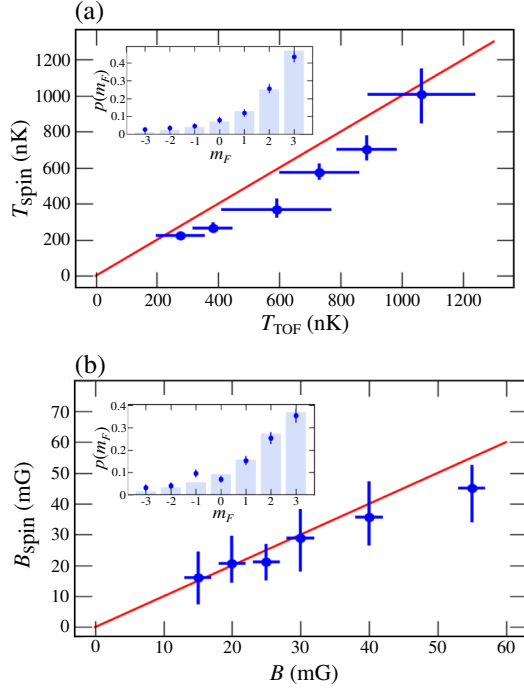 (a)
T_spin (nK)
1200
1000
800
600
400
200
0
0 200 400 600 800 1000 1200
T_TOF (nK)
p(m_F)
0.4
0.3
0.2
0.1
0
-3 -2 -1 0 1 2 3
m_F
(b)
B_spin (mG)
70
60
50
40
30
20
10
0
0 10 20 30 40 50 60
B (mG)
p(m_F)
0.4
0.3
0.2
0.1
0
-3 -2 -1 0 1 2 3
m_F